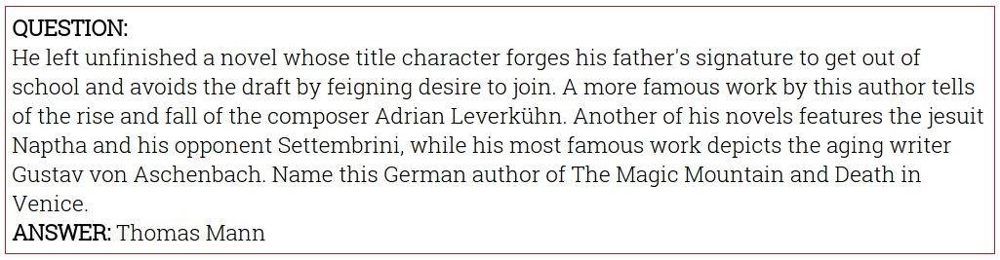 QUESTION:
He left unfinished a novel whose title character forges his father's signature to get out of
school and avoids the draft by feigning desire to join. A more famous work by this author tells
of the rise and fall of the composer Adrian Leverkühn. Another of his novels features the jesuit
Naptha and his opponent Settembrini, while his most famous work depicts the aging writer
Gustav von Aschenbach. Name this German author of The Magic Mountain and Death in
Venice.
ANSWER: Thomas Mann